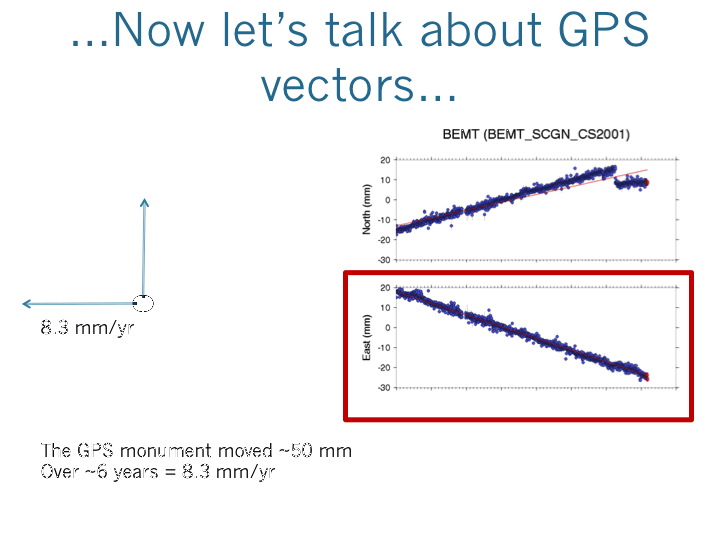 ...Now let's talk about GPS
vectors...
BEMT (BEMT_SCGN_CS2001)
North (mm)
20
10
0
-10
-20
-30
East (mm)
20
10
0
-10
-20
-30
8.3 mm/yr
The GPS monument moved ~50 mm
Over ~6 years = 8.3 mm/yr